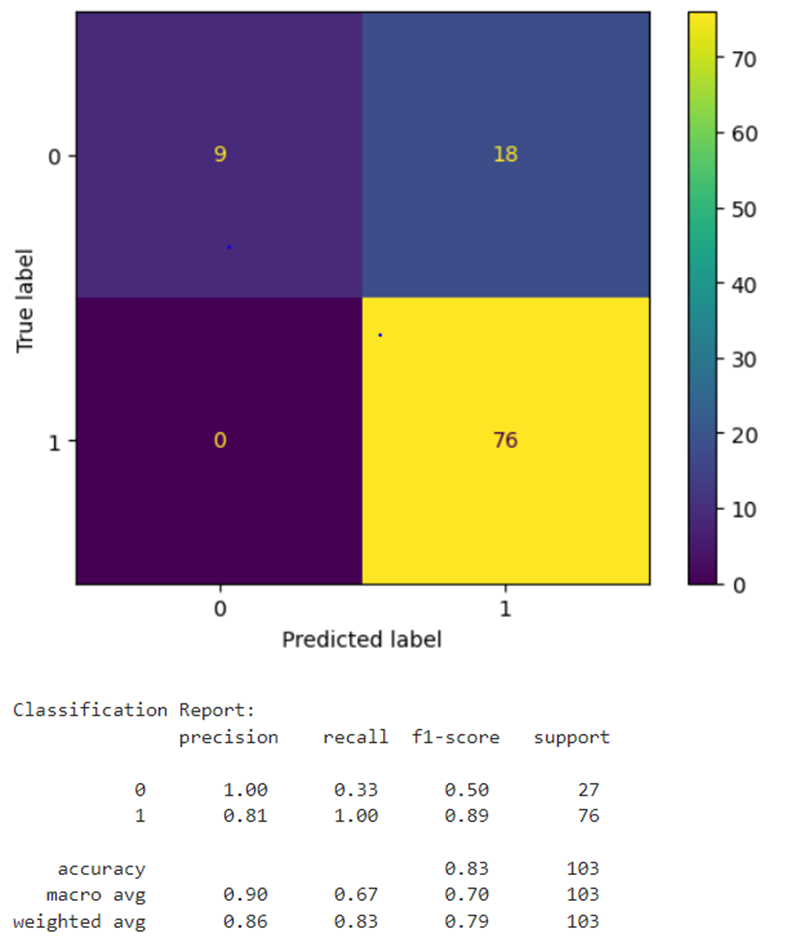 70
60
50
40
30
20
10
0
True label
0
1
9 18
0 76
0 1
Predicted label
Classification Report:
precision recall f1-score support
0 1.00 0.33 0.50 27
1 0.81 1.00 0.89 76
accuracy 0.83 103
macro avg 0.90 0.67 0.70 103
weighted avg 0.86 0.83 0.79 103